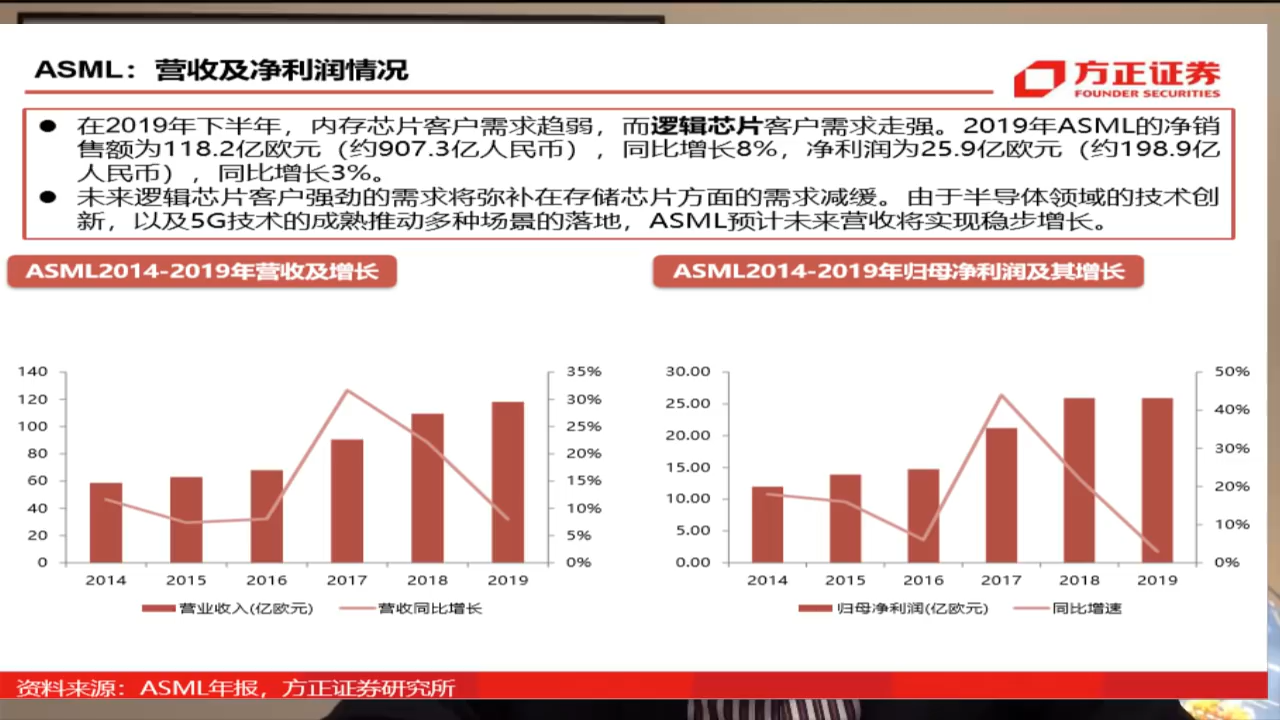 ASML：营收及净利润情况
方正证券
FOUNDER SECURITIES
● 在2019年下半年，内存芯片客户需求趋弱，而逻辑芯片客户需求走强。2019年ASML的净销
售额为118.2亿欧元（约907.3亿人民币），同比增长8%，净利润为25.9亿欧元（约198.9亿
人民币），同比增长3%。
● 未来逻辑芯片客户强劲的需求将弥补在存储芯片方面的需求减缓。由于半导体领域的技术创
新，以及5G技术的成熟推动多种场景的落地，ASML预计未来营收将实现稳步增长。
ASML2014-2019年营收及增长
140
120
100
80
60
40
20
0
35%
30%
25%
20%
15%
10%
5%
0%
2014 2015 2016 2017 2018 2019
营业收入(亿欧元) 营收同比增长
ASML2014-2019年归母净利润及其增长
30.00
25.00
20.00
15.00
10.00
5.00
0.00
50%
40%
30%
20%
10%
0%
2014 2015 2016 2017 2018 2019
归母净利润(亿欧元) 同比增速
资料来源：ASML年报，方正证券研究所